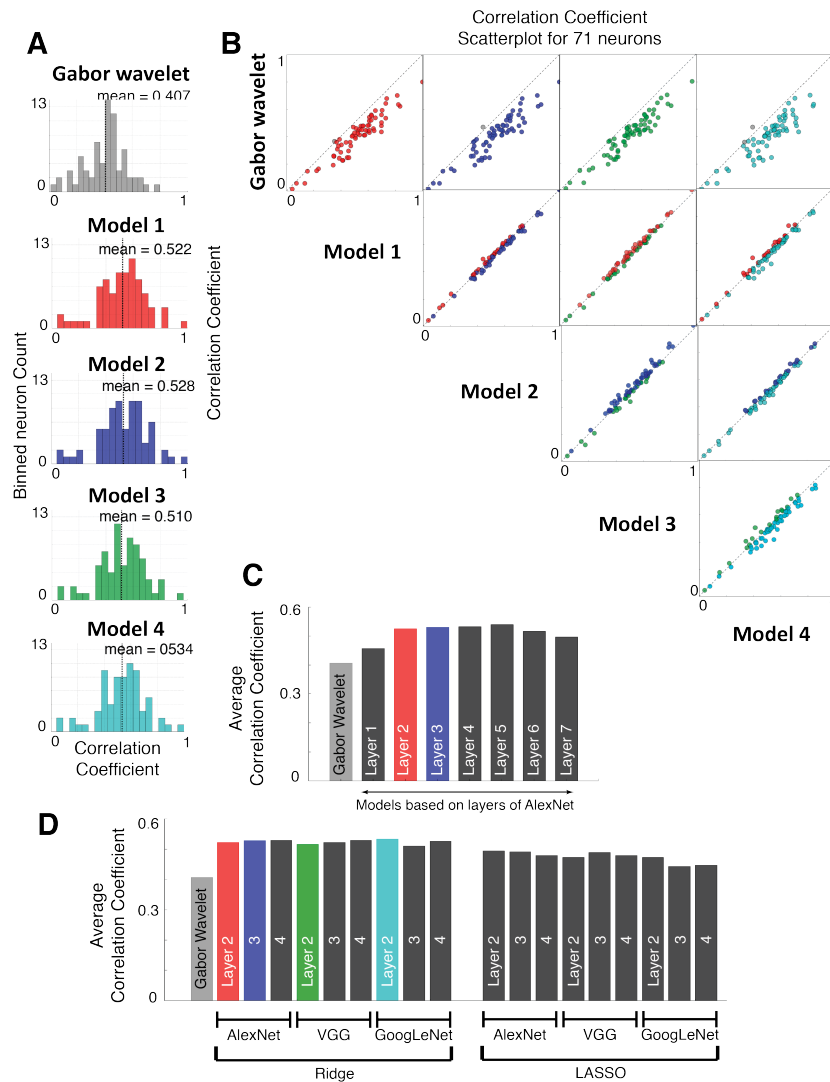 A
Gabor wavelet
mean = 0.407
13
0
0
1
Model 1
mean = 0.522
13
0
0
1
Model 2
mean = 0.528
13
0
0
1
Model 3
mean = 0.510
13
0
0
1
Model 4
mean = 0534
13
0
0
1
Binned neuron Count
Correlation
Coefficient
B
Correlation Coefficient
Scatterplot for 71 neurons
Gabor wavelet
1
0
0
Correlation Coefficient
Model 1
0
0
1
Model 2
0
0
1
Model 3
0
0
Model 4
C
Average
Correlation Coefficient
0.6
0.3
0
Gabor Wavelet
Layer 1
Layer 2
Layer 3
Layer 4
Layer 5
Layer 6
Layer 7
Models based on layers of AlexNet
D
Average
Correlation Coefficient
0.6
0.3
0
Gabor Wavelet
Layer 2
3
4
Layer 2
3
4
Layer 2
3
4
Layer 2
3
4
Layer 2
3
4
Layer 2
3
4
AlexNet
VGG
GoogLeNet
AlexNet
VGG
GoogLeNet
Ridge
LASSO